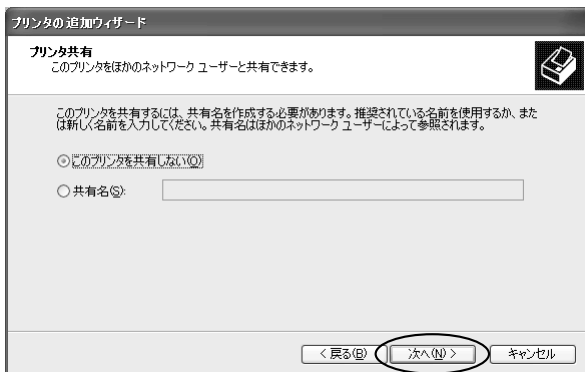 プリンタの追加ウィザード
プリンタ共有
このプリンタをほかのネットワーク ユーザーと共有できます。
このプリンタを共有するには、共有名を作成する必要があります。推奨されている名前を使用するか、また
は新しく名前を入力してください。共有名はほかのネットワーク ユーザーによって参照されます。
このプリンタを共有しない(O)
共有名(S):
< 戻る(B)
次へ(N) >
キャンセル